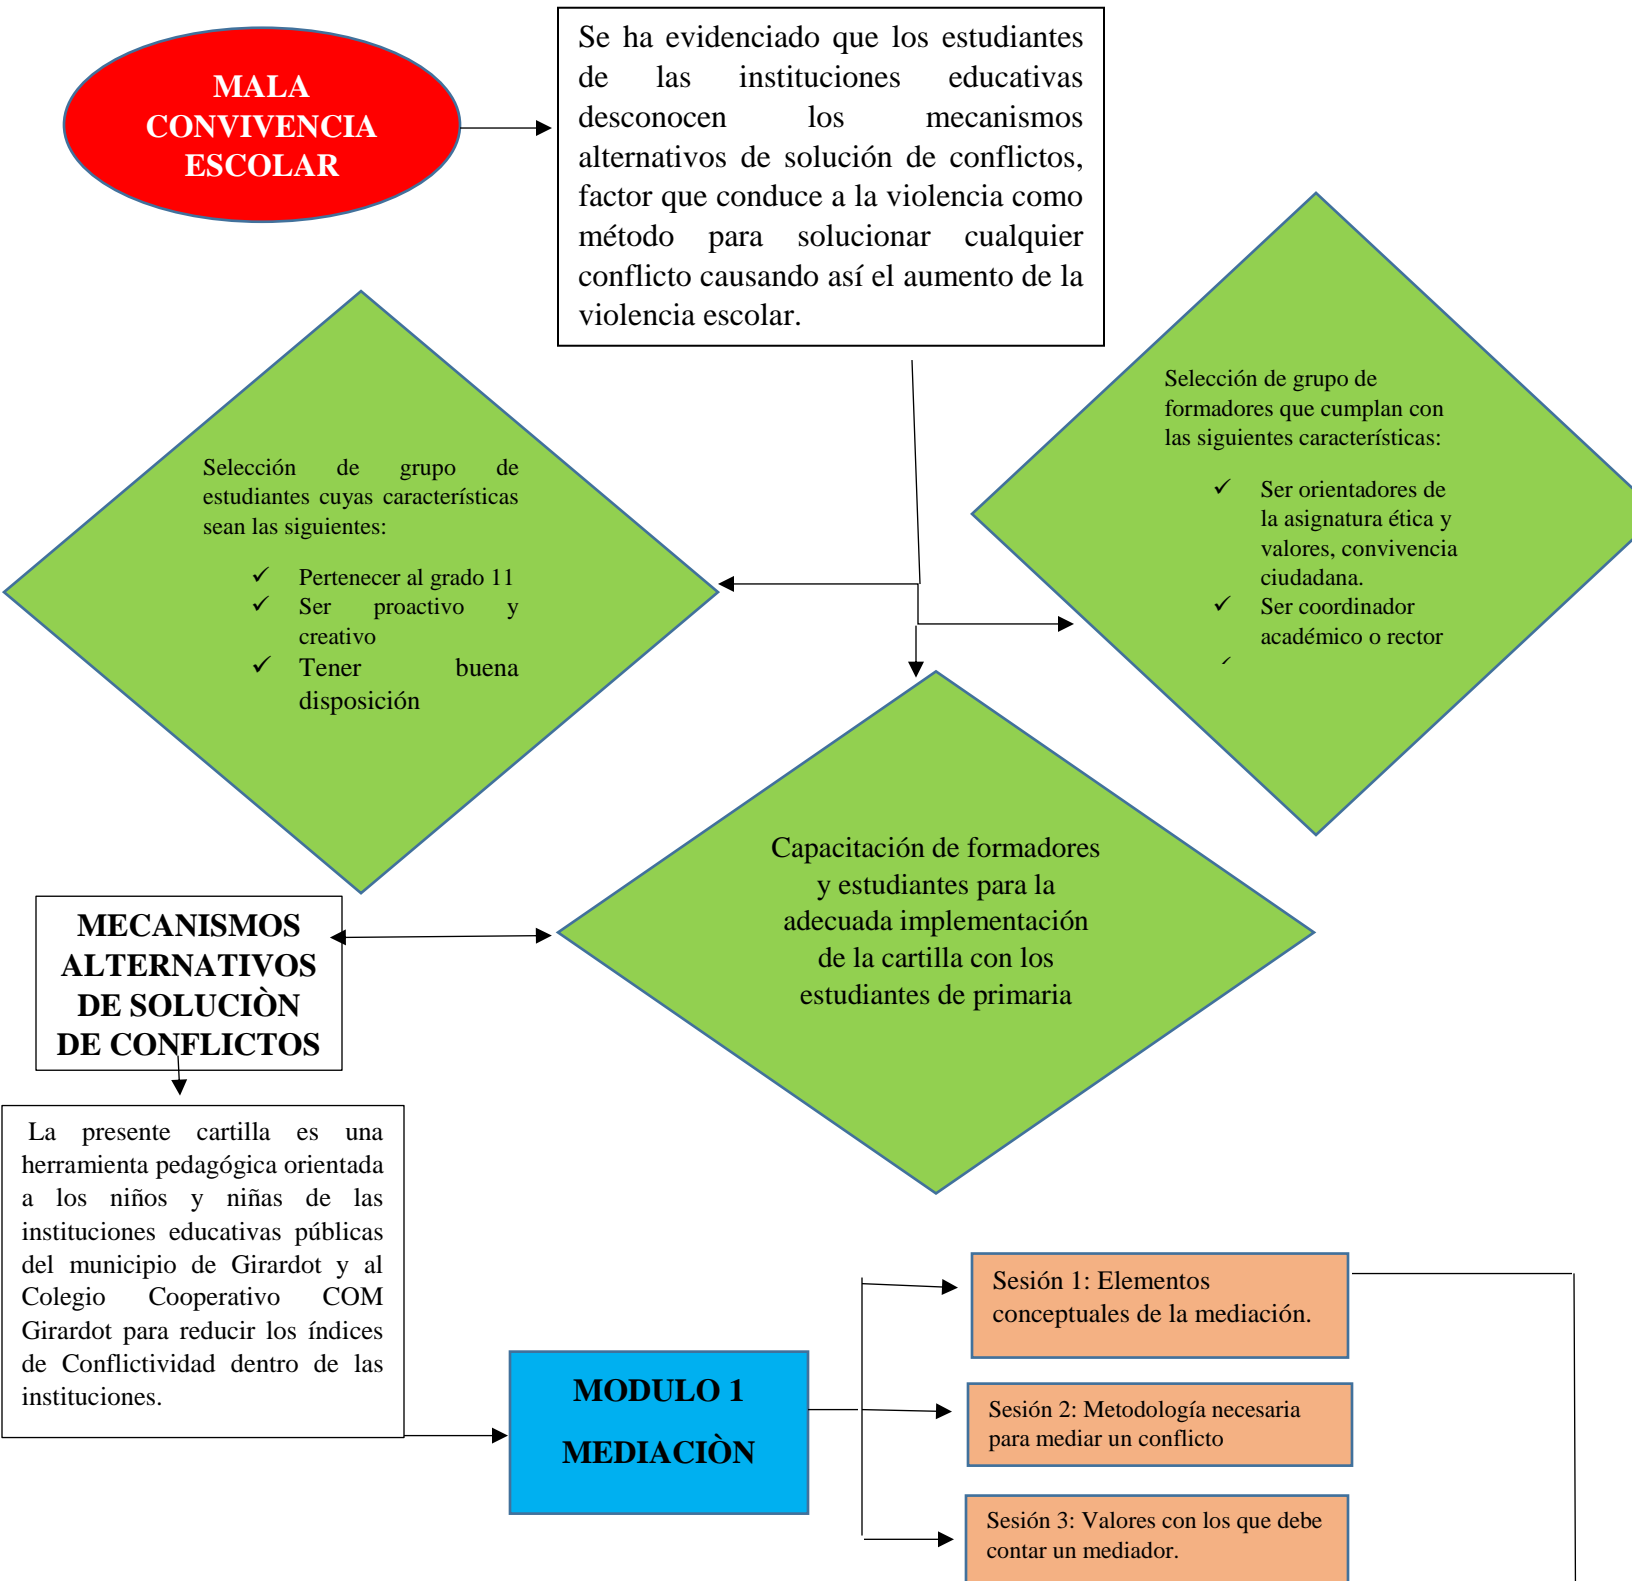 MALA
CONVIVENCIA
ESCOLAR
Se ha evidenciado que los estudiantes
de las instituciones educativas
desconocen los mecanismos
alternativos de solución de conflictos,
factor que conduce a la violencia como
método para solucionar cualquier
conflicto causando así el aumento de la
violencia escolar.
Selección de grupo de
formadores que cumplan con
las siguientes características:
✓ Ser orientadores de
la asignatura ética y
valores, convivencia
ciudadana.
✓ Ser coordinador
académico o rector
Selección de grupo de
estudiantes cuyas características
sean las siguientes:
✓ Pertenecer al grado 11
✓ Ser proactivo y
creativo
✓ Tener buena
disposición
Capacitación de formadores
y estudiantes para la
adecuada implementación
de la cartilla con los
estudiantes de primaria
MECANISMOS
ALTERNATIVOS
DE SOLUCIÒN
DE CONFLICTOS
La presente cartilla es una
herramienta pedagógica orientada
a los niños y niñas de las
instituciones educativas públicas
del municipio de Girardot y al
Colegio Cooperativo COM
Girardot para reducir los índices
de Conflictividad dentro de las
instituciones.
MODULO 1
MEDIACIÒN
Sesión 1: Elementos
conceptuales de la mediación.
Sesión 2: Metodología necesaria
para mediar un conflicto
Sesión 3: Valores con los que debe
contar un mediador.